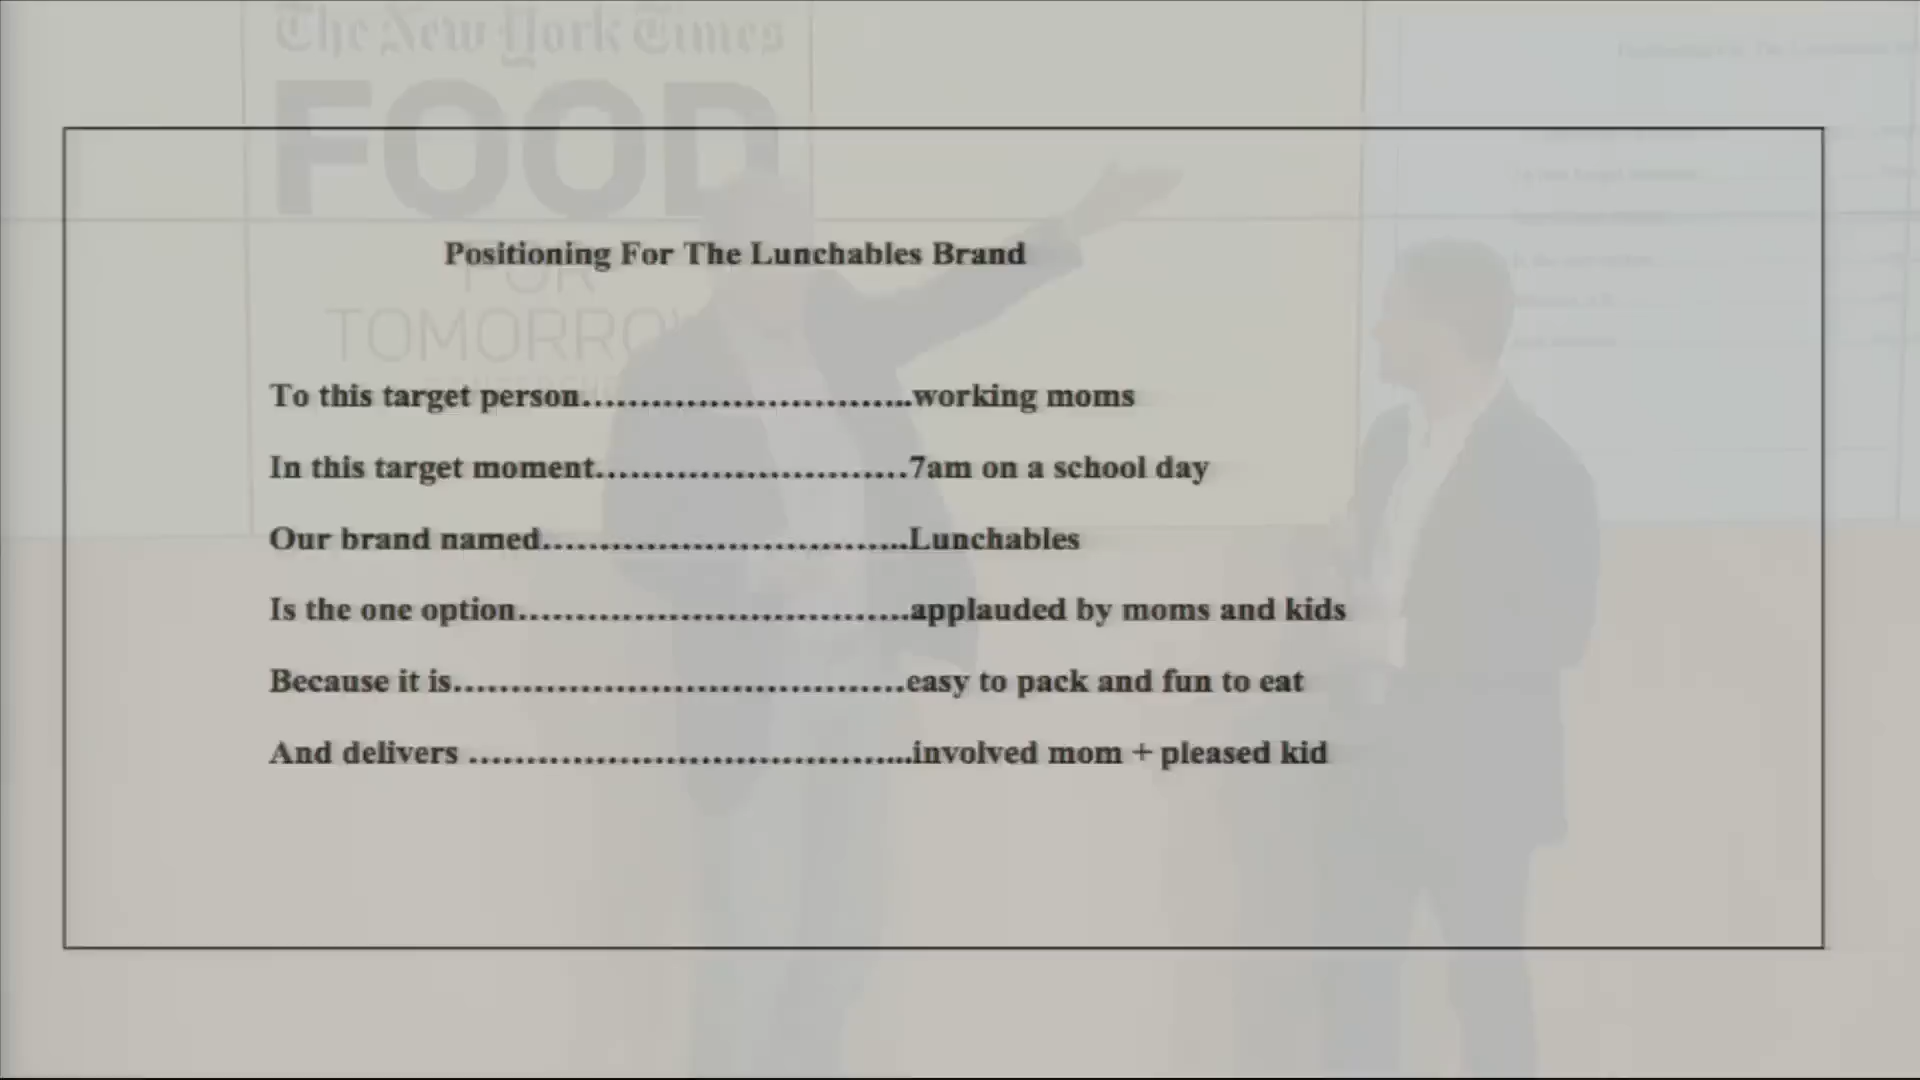 The New York Times
FOOD
FOR
TOMORRO
Positioning For The Lunchables Brand
To this target person..............................working moms
In this target moment............................7am on a school day
Our brand named.................................Lunchables
Is the one option...................................applauded by moms and kids
Because it is........................................easy to pack and fun to eat
And delivers ........................................involved mom + pleased kid